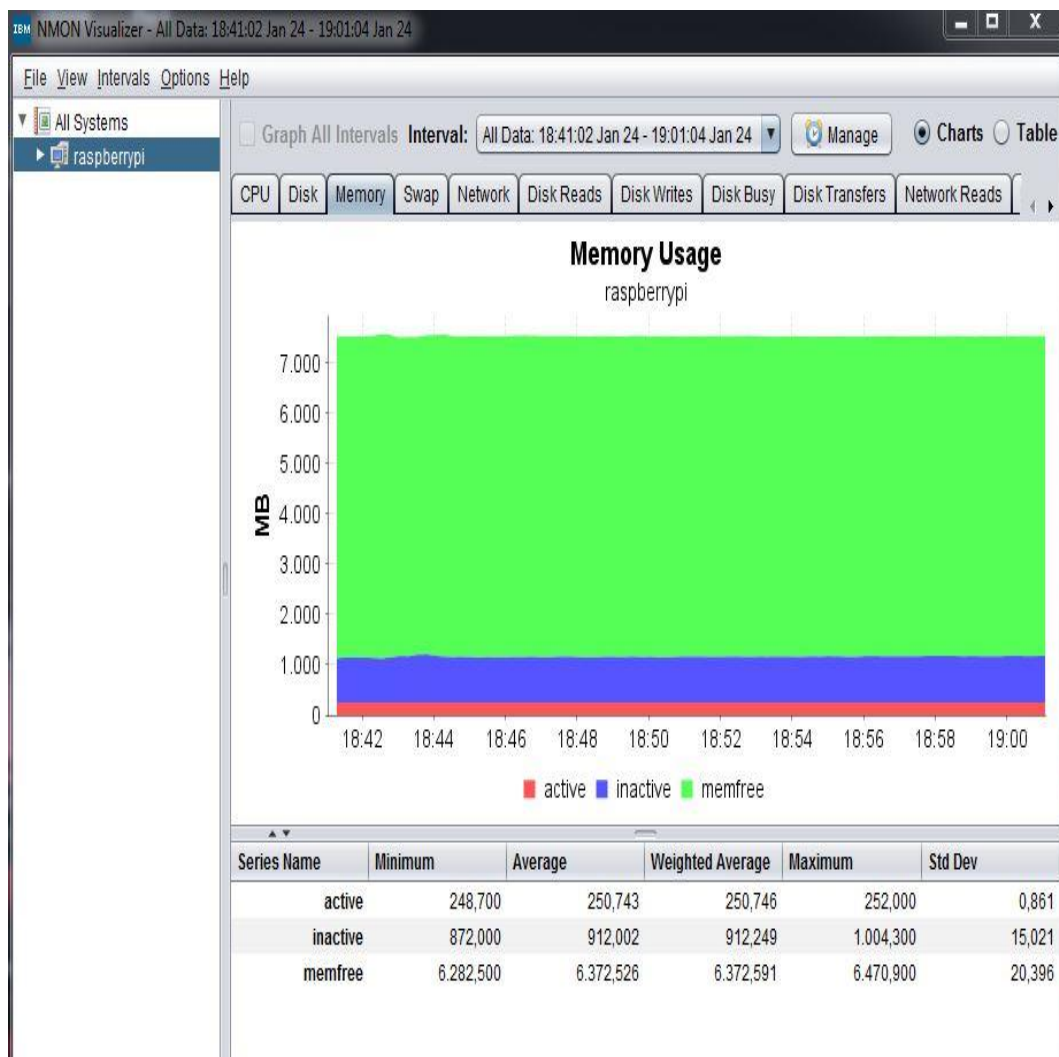 IBM NMON Visualizer - All Data: 18:41:02 Jan 24 - 19:01:04 Jan 24
File View Intervals Options Help
All Systems
raspberrypi
Graph All Intervals Interval: All Data: 18:41:02 Jan 24 - 19:01:04 Jan 24 Manage Charts Table
CPU Disk Memory Swap Network Disk Reads Disk Writes Disk Busy Disk Transfers Network Reads
Memory Usage
raspberrypi
MB
7.000
6.000
5.000
4.000
3.000
2.000
1.000
0
18:42 18:44 18:46 18:48 18:50 18:52 18:54 18:56 18:58 19:00
active inactive memfree
Series Name Minimum Average Weighted Average Maximum Std Dev
active 248,700 250,743 250,746 252,000 0,861
inactive 872,000 912,002 912,249 1.004,300 15,021
memfree 6.282,500 6.372,526 6.372,591 6.470,900 20,396